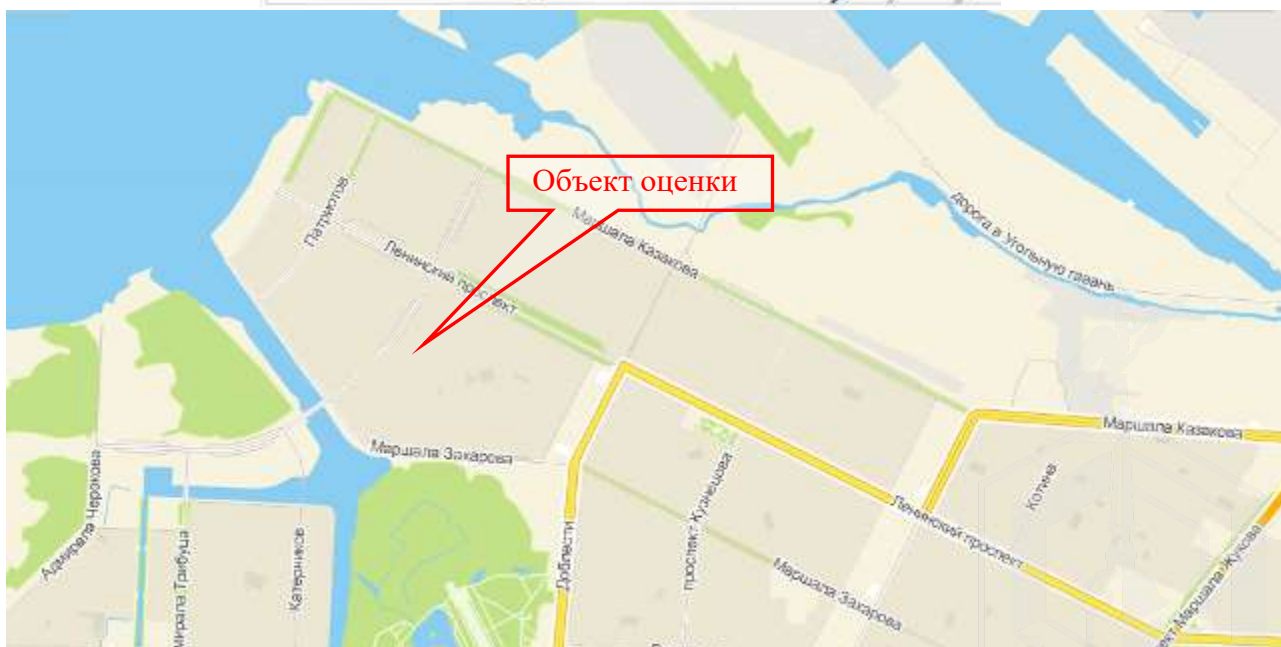 Объект оценки
Патриотов
Маршала Казакова
дорога в Угольную гавань
Ленинский проспект
Маршала Казакова
Маршала Захарова
Котина
проспект Кузнецова
Ленинский проспект
Адмирала Черокова
Адмирала Трибуца
Катерников
Доблести
Маршала Захарова
ект Маршала Жукова